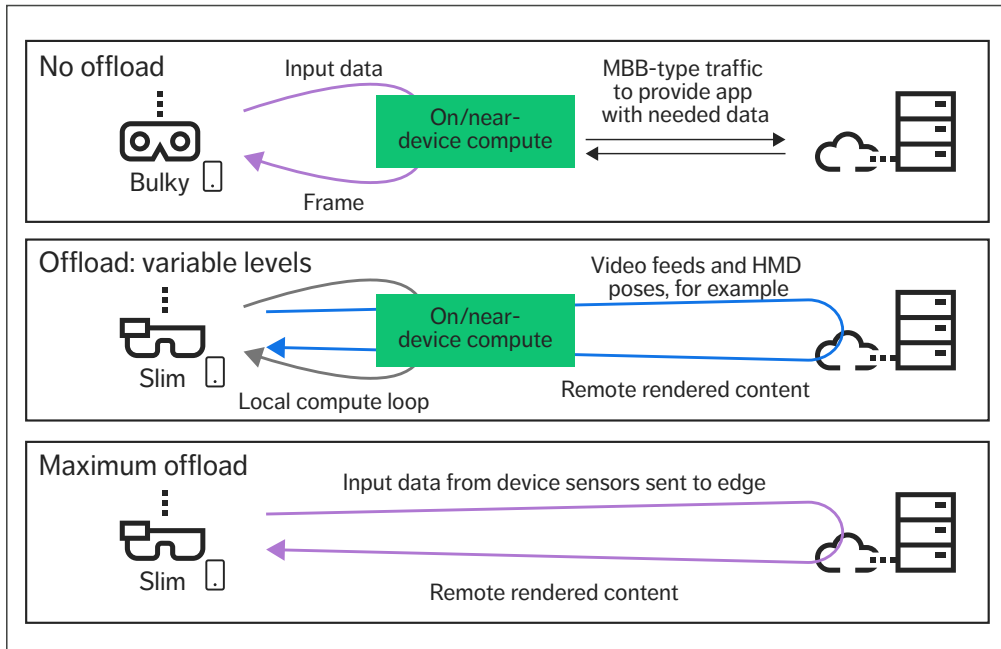 No offload
Input data
MBB-type traffic
to provide app
with needed data
On/near-
device compute
Bulky
Frame
Offload: variable levels
Video feeds and HMD
poses, for example
On/near-
device compute
Slim
Local compute loop
Remote rendered content
Maximum offload
Input data from device sensors sent to edge
Slim
Remote rendered content